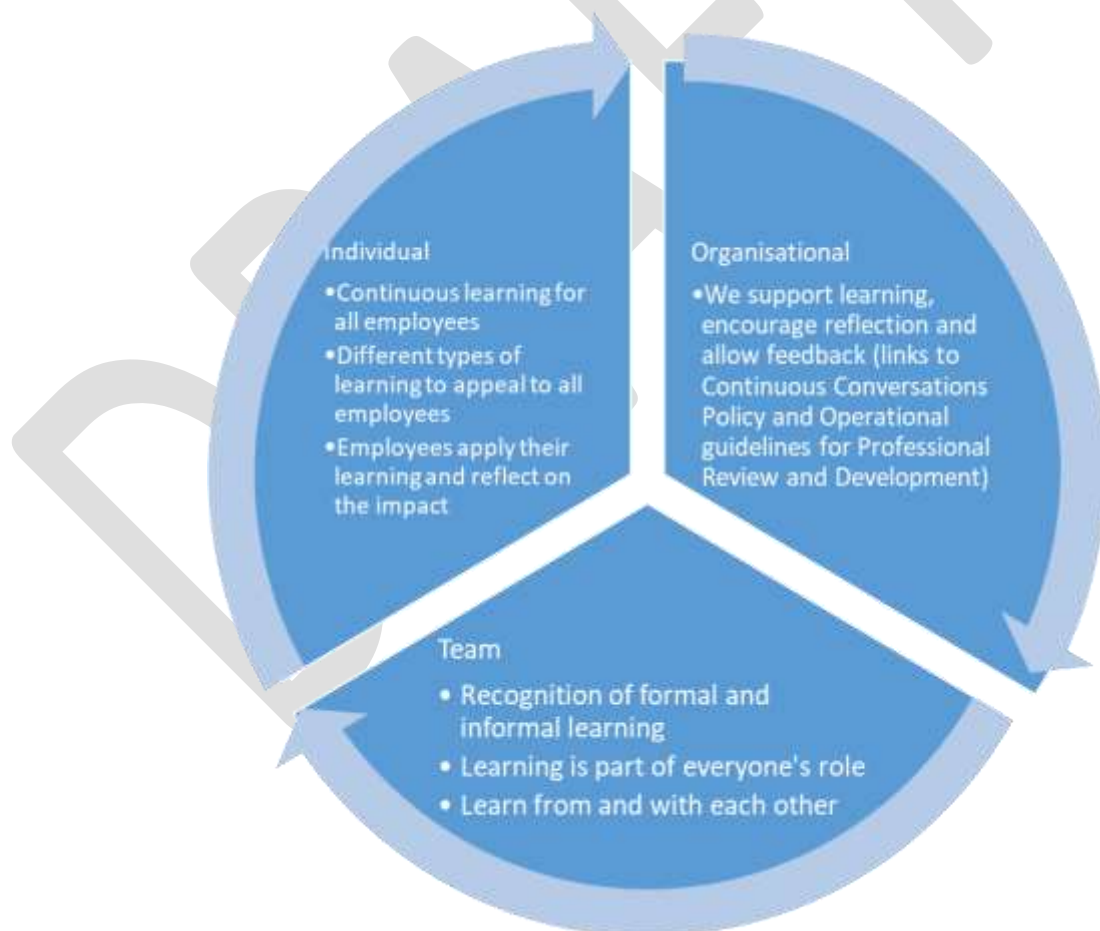 Individual
•Continuous learning for
all employees
•Different types of
learning to appeal to all
employees
•Employees apply their
learning and reflect on
the impact
Organisational
•We support learning,
encourage reflection and
allow feedback (links to
Continuous Conversations
Policy and Operational
guidelines for Professional
Review and Development)
Team
• Recognition of formal and
informal learning
• Learning is part of everyone's role
• Learn from and with each other